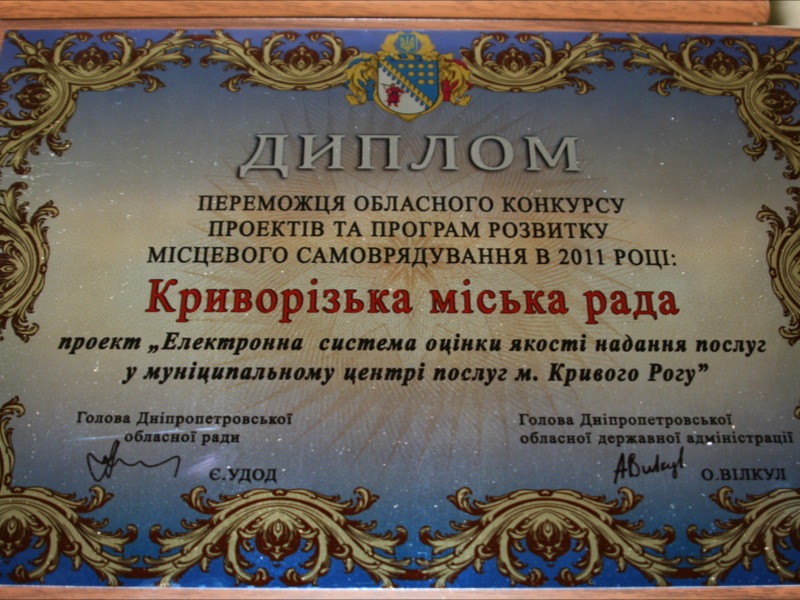 ДИПЛОМ
ПЕРЕМОЖЦЯ ОБЛАСНОГО КОНКУРСУ
ПРОЕКТІВ ТА ПРОГРАМ РОЗВИТКУ
МІСЦЕВОГО САМОВРЯДУВАННЯ В 2011 РОЦІ:
Криворізька міська рада
проект „Електронна система оцінки якості надання послуг
у муніципальному центрі послуг м. Кривого Рогу”
Голова Дніпропетровської
обласної ради
Є.УДОД
Голова Дніпропетровської
обласної державної адміністрації
О.ВІЛКУЛ